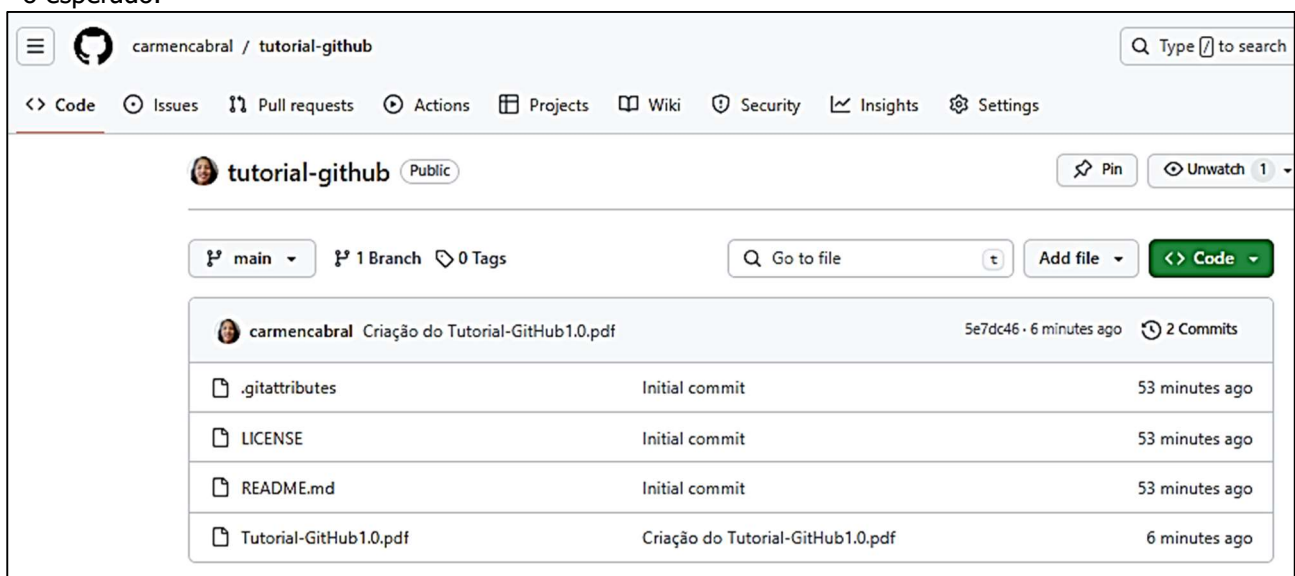 o esperado.
carmencabral / tutorial-github Type / to search
<> Code Issues Pull requests Actions Projects Wiki Security Insights Settings
tutorial-github Public Pin Unwatch 1
main 1 Branch 0 Tags Go to file t Add file <> Code
carmencabral Criação do Tutorial-GitHub1.0.pdf 5e7dc46 · 6 minutes ago 2 Commits
.gitattributes Initial commit 53 minutes ago
LICENSE Initial commit 53 minutes ago
README.md Initial commit 53 minutes ago
Tutorial-GitHub1.0.pdf Criação do Tutorial-GitHub1.0.pdf 6 minutes ago